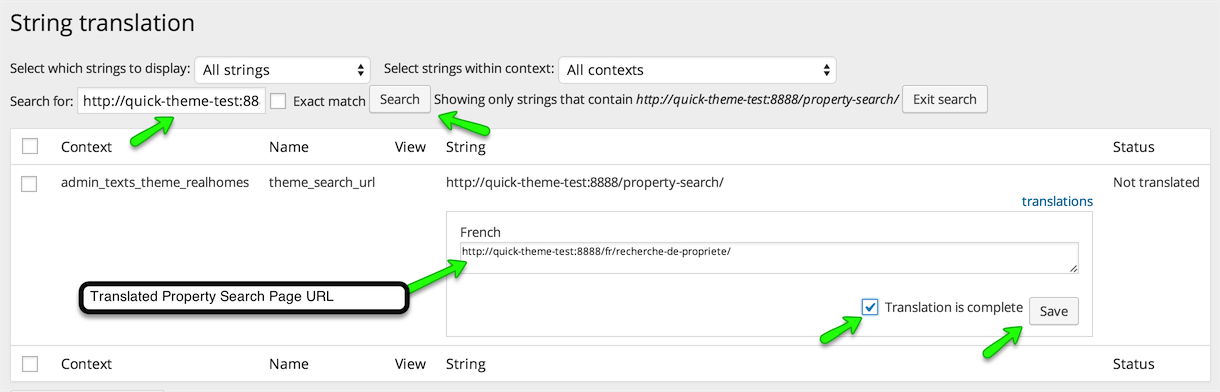 String translation
Select which strings to display: All strings Select strings within context: All contexts
Search for: http://quick-theme-test:88 Exact match Search Showing only strings that contain http://quick-theme-test:8888/property-search/ Exit search
Context Name View String Status
admin_texts_theme_realhomes theme_search_url http://quick-theme-test:8888/property-search/ Not translated
translations
French
http://quick-theme-test:8888/fr/recherche-de-propriete/
Translated Property Search Page URL
Translation is complete Save
Context Name View String Status